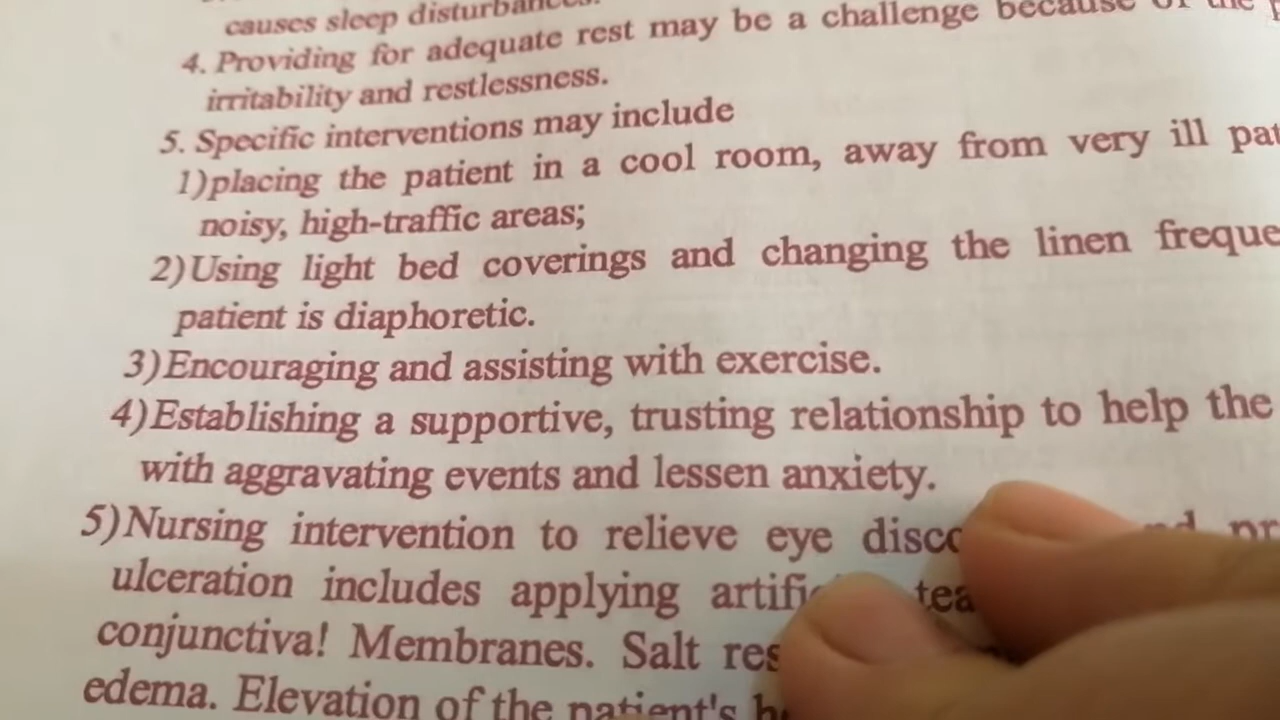 causes sleep disturbances.
4. Providing for adequate rest may be a challenge because of the
irritability and restlessness.
5. Specific interventions may include
1)placing the patient in a cool room, away from very ill
noisy, high-traffic areas;
2)Using light bed coverings and changing the linen
patient is diaphoretic.
3)Encouraging and assisting with exercise.
4)Establishing a supportive, trusting relationship to help the
with aggravating events and lessen anxiety.
5)Nursing intervention to relieve eye
ulceration includes applying
conjunctiva! Membranes. Salt
edema. Elevation of the patient's